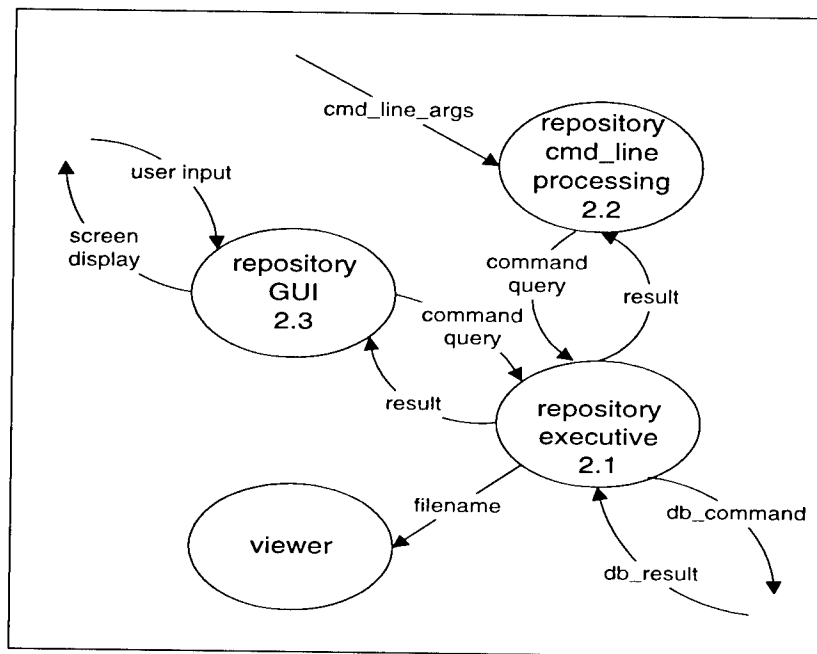 cmd_line_args
repository
cmd_line
processing
2.2
user input
screen
display
repository
GUI
2.3
command
query
result
command
query
result
repository
executive
2.1
filename
viewer
db_command
db_result